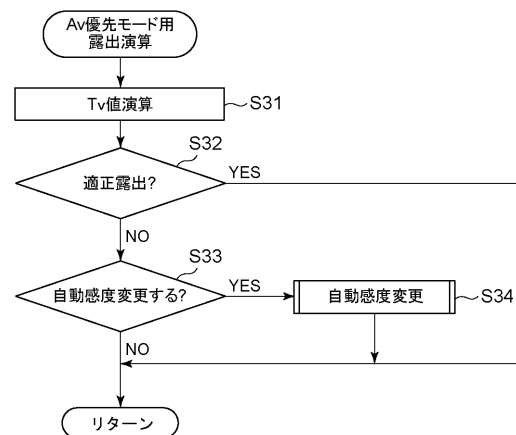 Av優先モード用
露出演算
Tv値演算
S31
S32
適正露出?
YES
NO
S33
自動感度変更する?
YES
自動感度変更
S34
NO
リターン